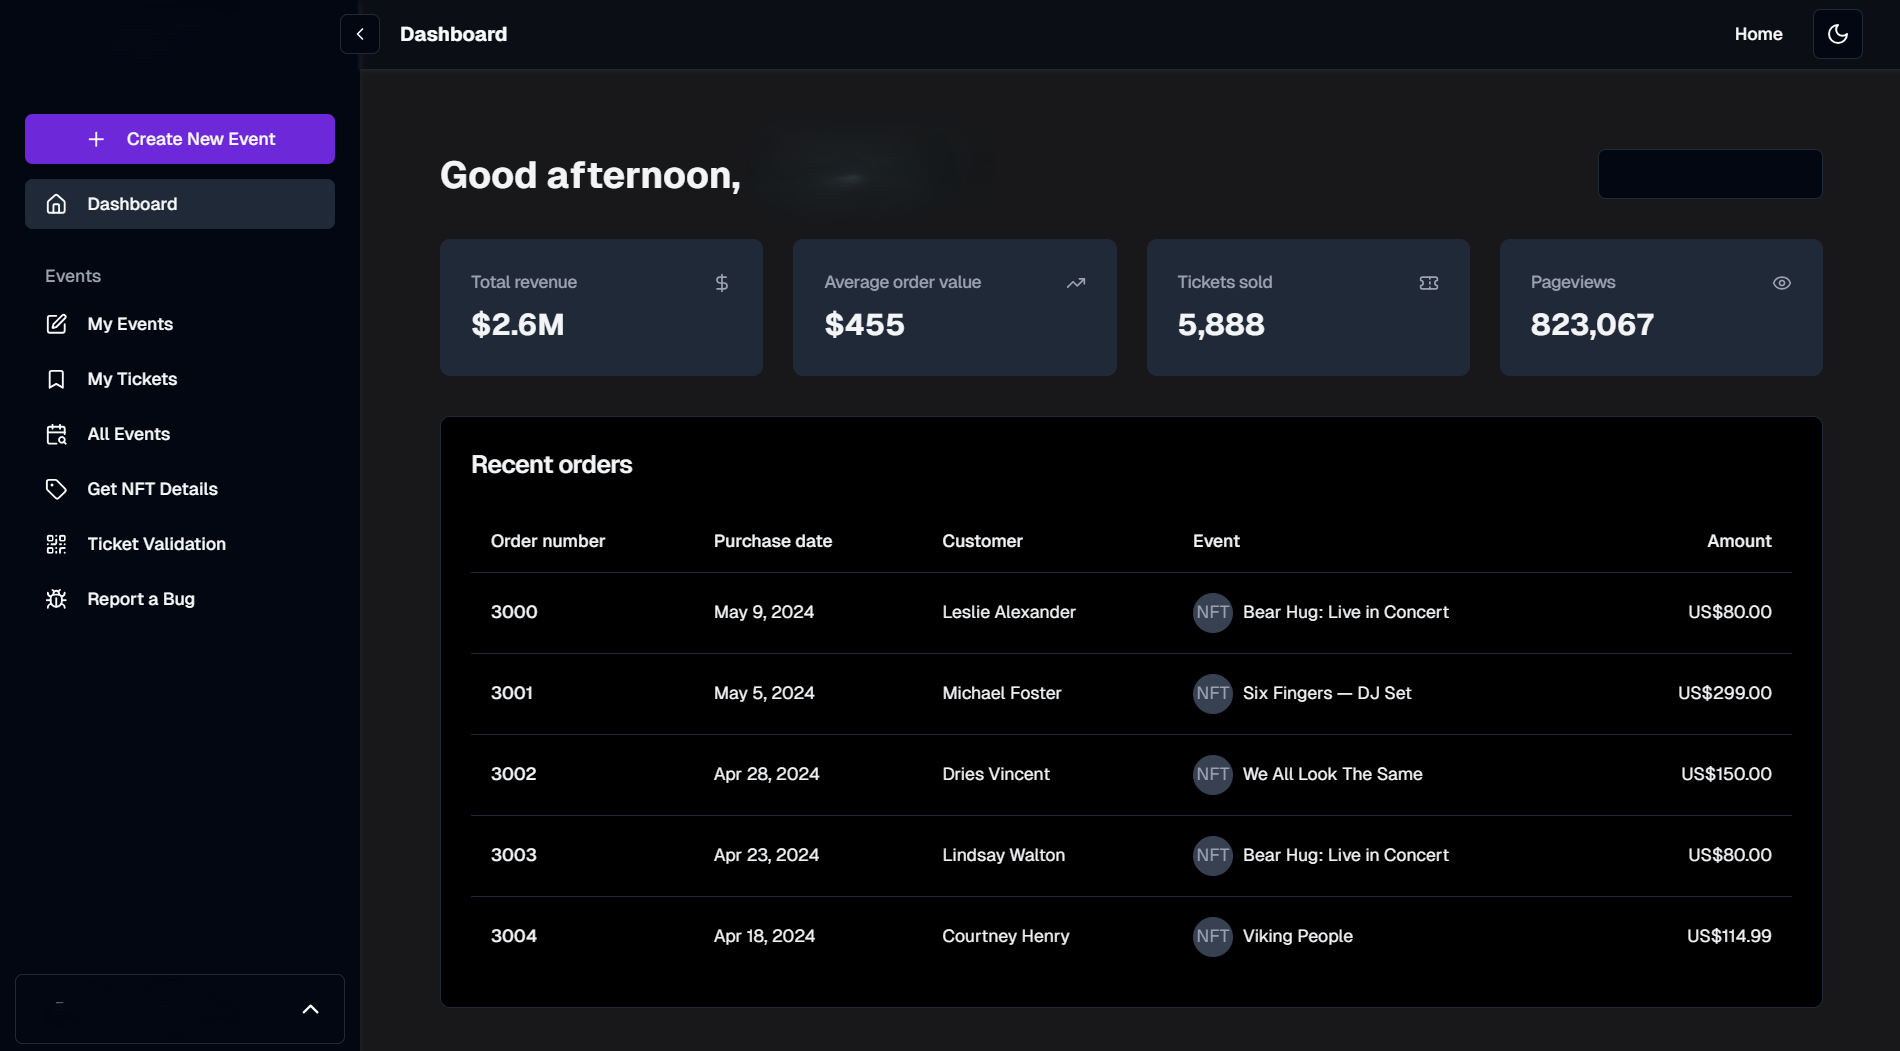 Dashboard
Home
Create New Event
Dashboard
Events
My Events
My Tickets
All Events
Get NFT Details
Ticket Validation
Report a Bug
Good afternoon,
Total revenue
$2.6M
Average order value
$455
Tickets sold
5,888
Pageviews
823,067
Recent orders
Order number Purchase date Customer Event Amount
3000 May 9, 2024 Leslie Alexander NFT Bear Hug: Live in Concert US$80.00
3001 May 5, 2024 Michael Foster NFT Six Fingers — DJ Set US$299.00
3002 Apr 28, 2024 Dries Vincent NFT We All Look The Same US$150.00
3003 Apr 23, 2024 Lindsay Walton NFT Bear Hug: Live in Concert US$80.00
3004 Apr 18, 2024 Courtney Henry NFT Viking People US$114.99